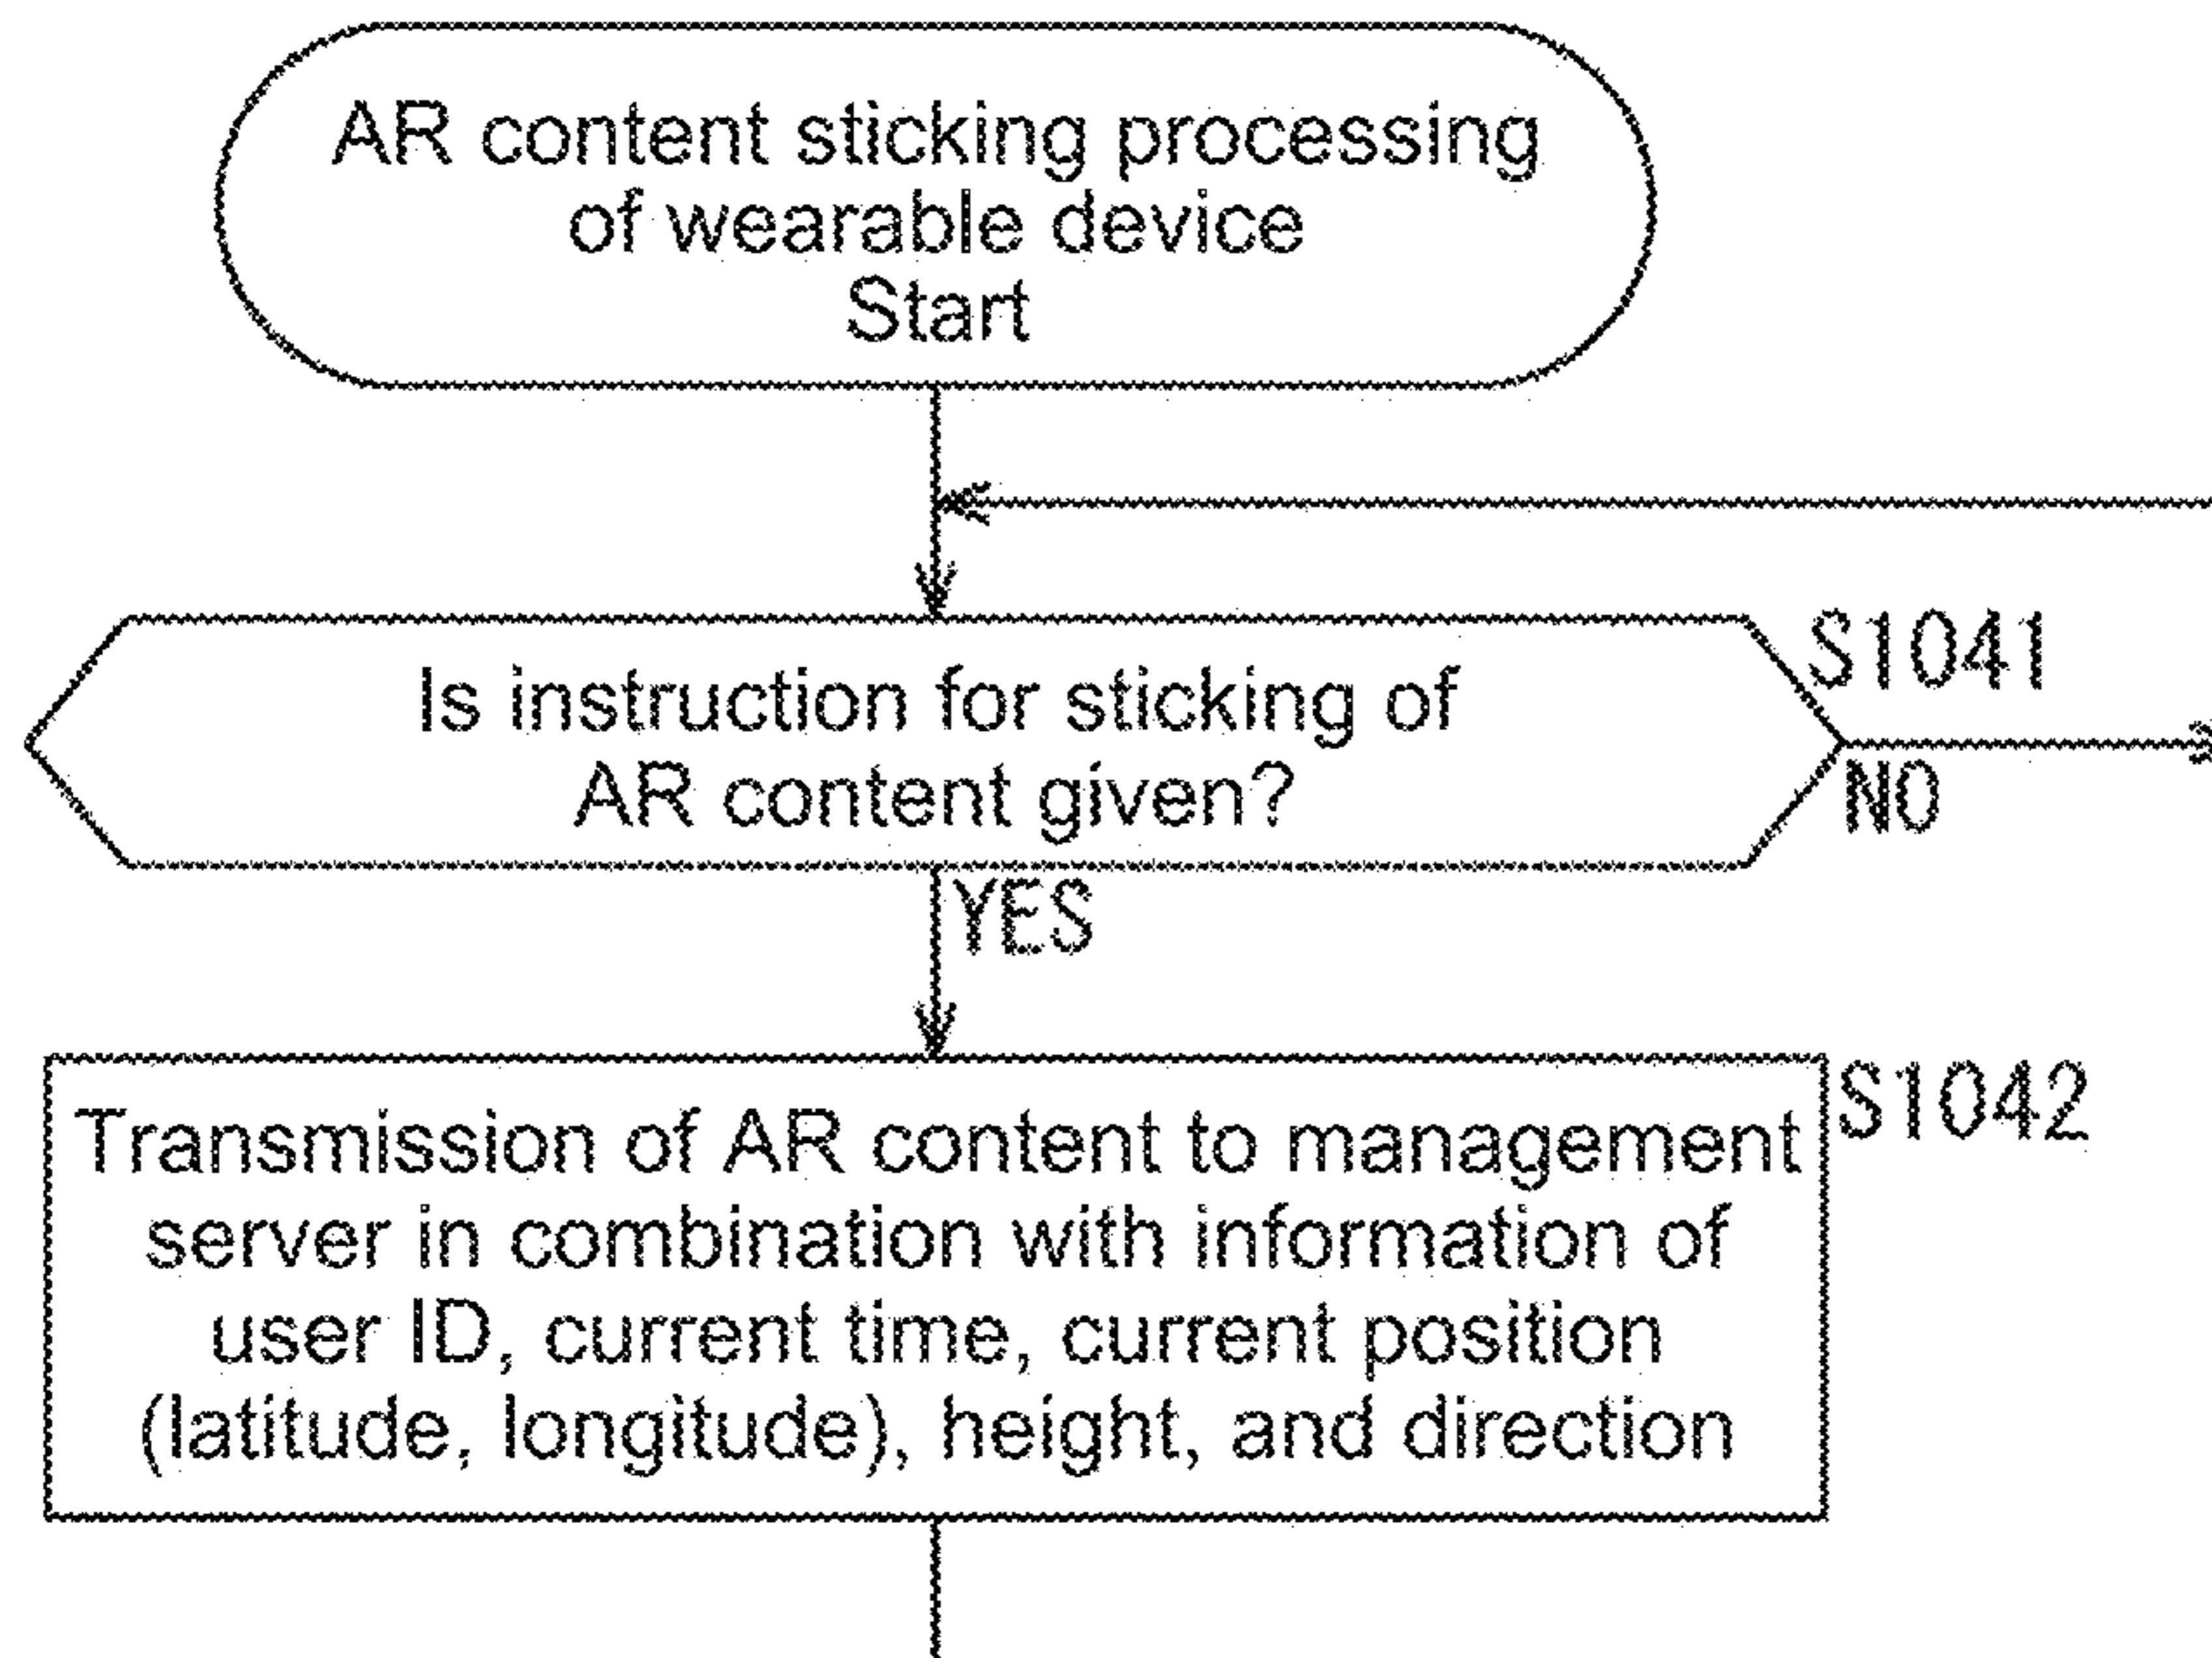 AR content sticking processing
of wearable device
Start
S1041
Is instruction for sticking of
AR content given?
NO
YES
S1042
Transmission of AR content to management
server in combination with information of
user ID, current time, current position
(latitude, longitude), height, and direction